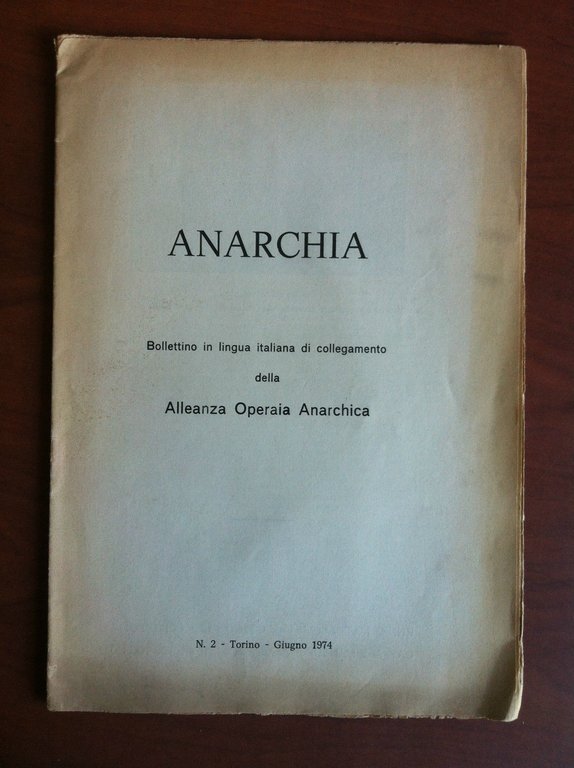 ANARCHIA
Bollettino in lingua italiana di collegamento
della
Alleanza Operaia Anarchica
N. 2 - Torino - Giugno 1974